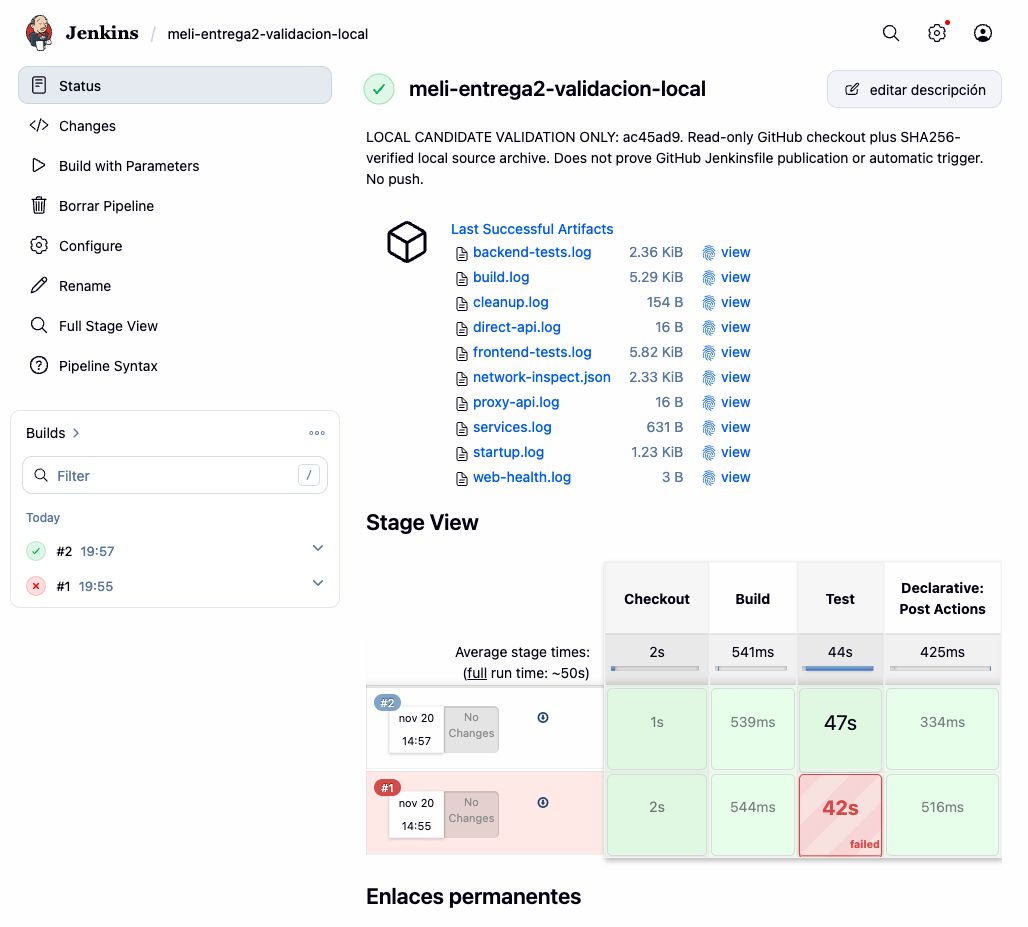 Jenkins / meli-entrega2-validacion-local
Status
Changes
Build with Parameters
Borrar Pipeline
Configure
Rename
Full Stage View
Pipeline Syntax
Builds
Filter /
Today
#2 19:57
#1 19:55
meli-entrega2-validacion-local
editar descripción
LOCAL CANDIDATE VALIDATION ONLY: ac45ad9. Read-only GitHub checkout plus SHA256-
verified local source archive. Does not prove GitHub Jenkinsfile publication or automatic trigger.
No push.
Last Successful Artifacts
backend-tests.log 2.36 KiB view
build.log 5.29 KiB view
cleanup.log 154 B view
direct-api.log 16 B view
frontend-tests.log 5.82 KiB view
network-inspect.json 2.33 KiB view
proxy-api.log 16 B view
services.log 631 B view
startup.log 1.23 KiB view
web-health.log 3 B view
Stage View
Checkout Build Test Declarative:
Post Actions
Average stage times: 2s 541ms 44s 425ms
(full run time: ~50s)
#2
nov 20 No
14:57 Changes
1s 539ms 47s 334ms
#1
nov 20 No
14:55 Changes
2s 544ms 42s 516ms
failed
Enlaces permanentes